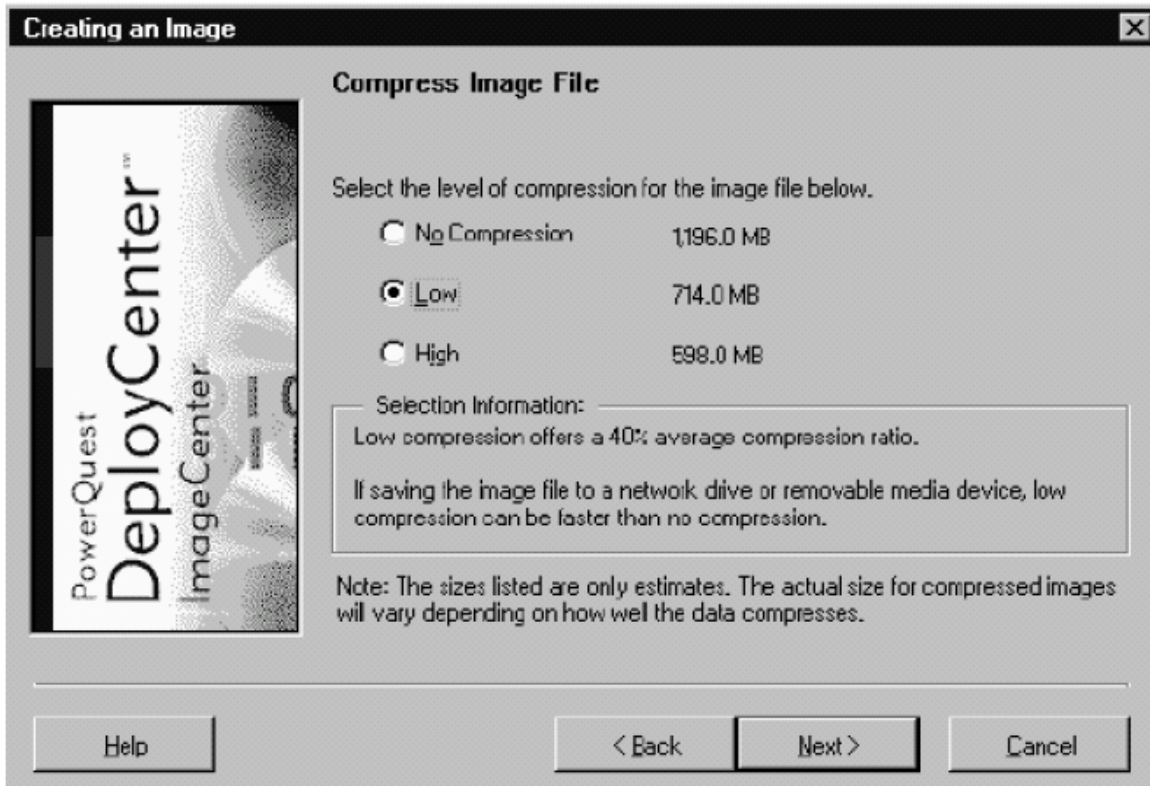 Creating an Image
PowerQuest
DeployCenter™
ImageCenter
Compress Image File
Select the level of compression for the image file below.
No Compression 1,196.0 MB
Low 714.0 MB
High 598.0 MB
Selection Information:
Low compression offers a 40% average compression ratio.
If saving the image file to a network drive or removable media device, low
compression can be faster than no compression.
Note: The sizes listed are only estimates. The actual size for compressed images
will vary depending on how well the data compresses.
Help
< Back
Next >
Cancel